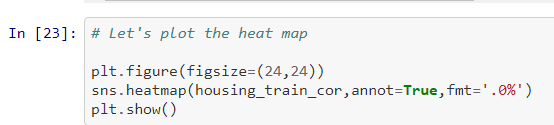 In [23]: # Let's plot the heat map
plt.figure(figsize=(24,24))
sns.heatmap(housing_train_cor,annot=True,fmt='.0%')
plt.show()